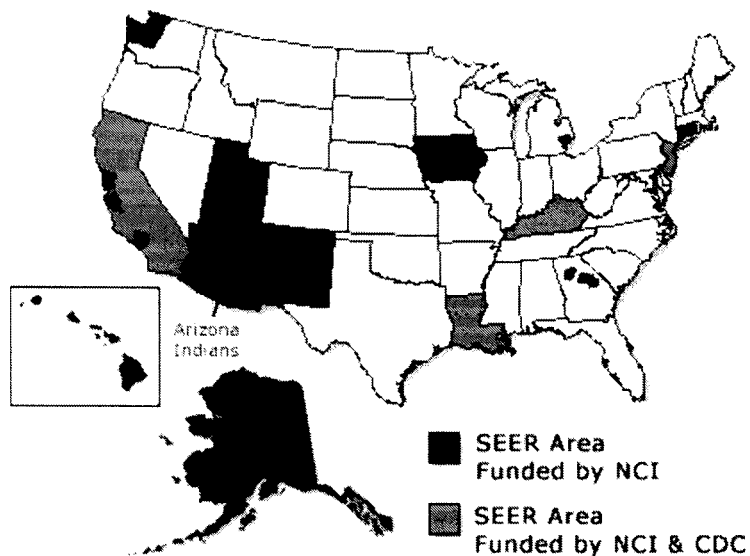 Arizona
Indians
SEER Area
Funded by NCI
SEER Area
Funded by NCI & CDC